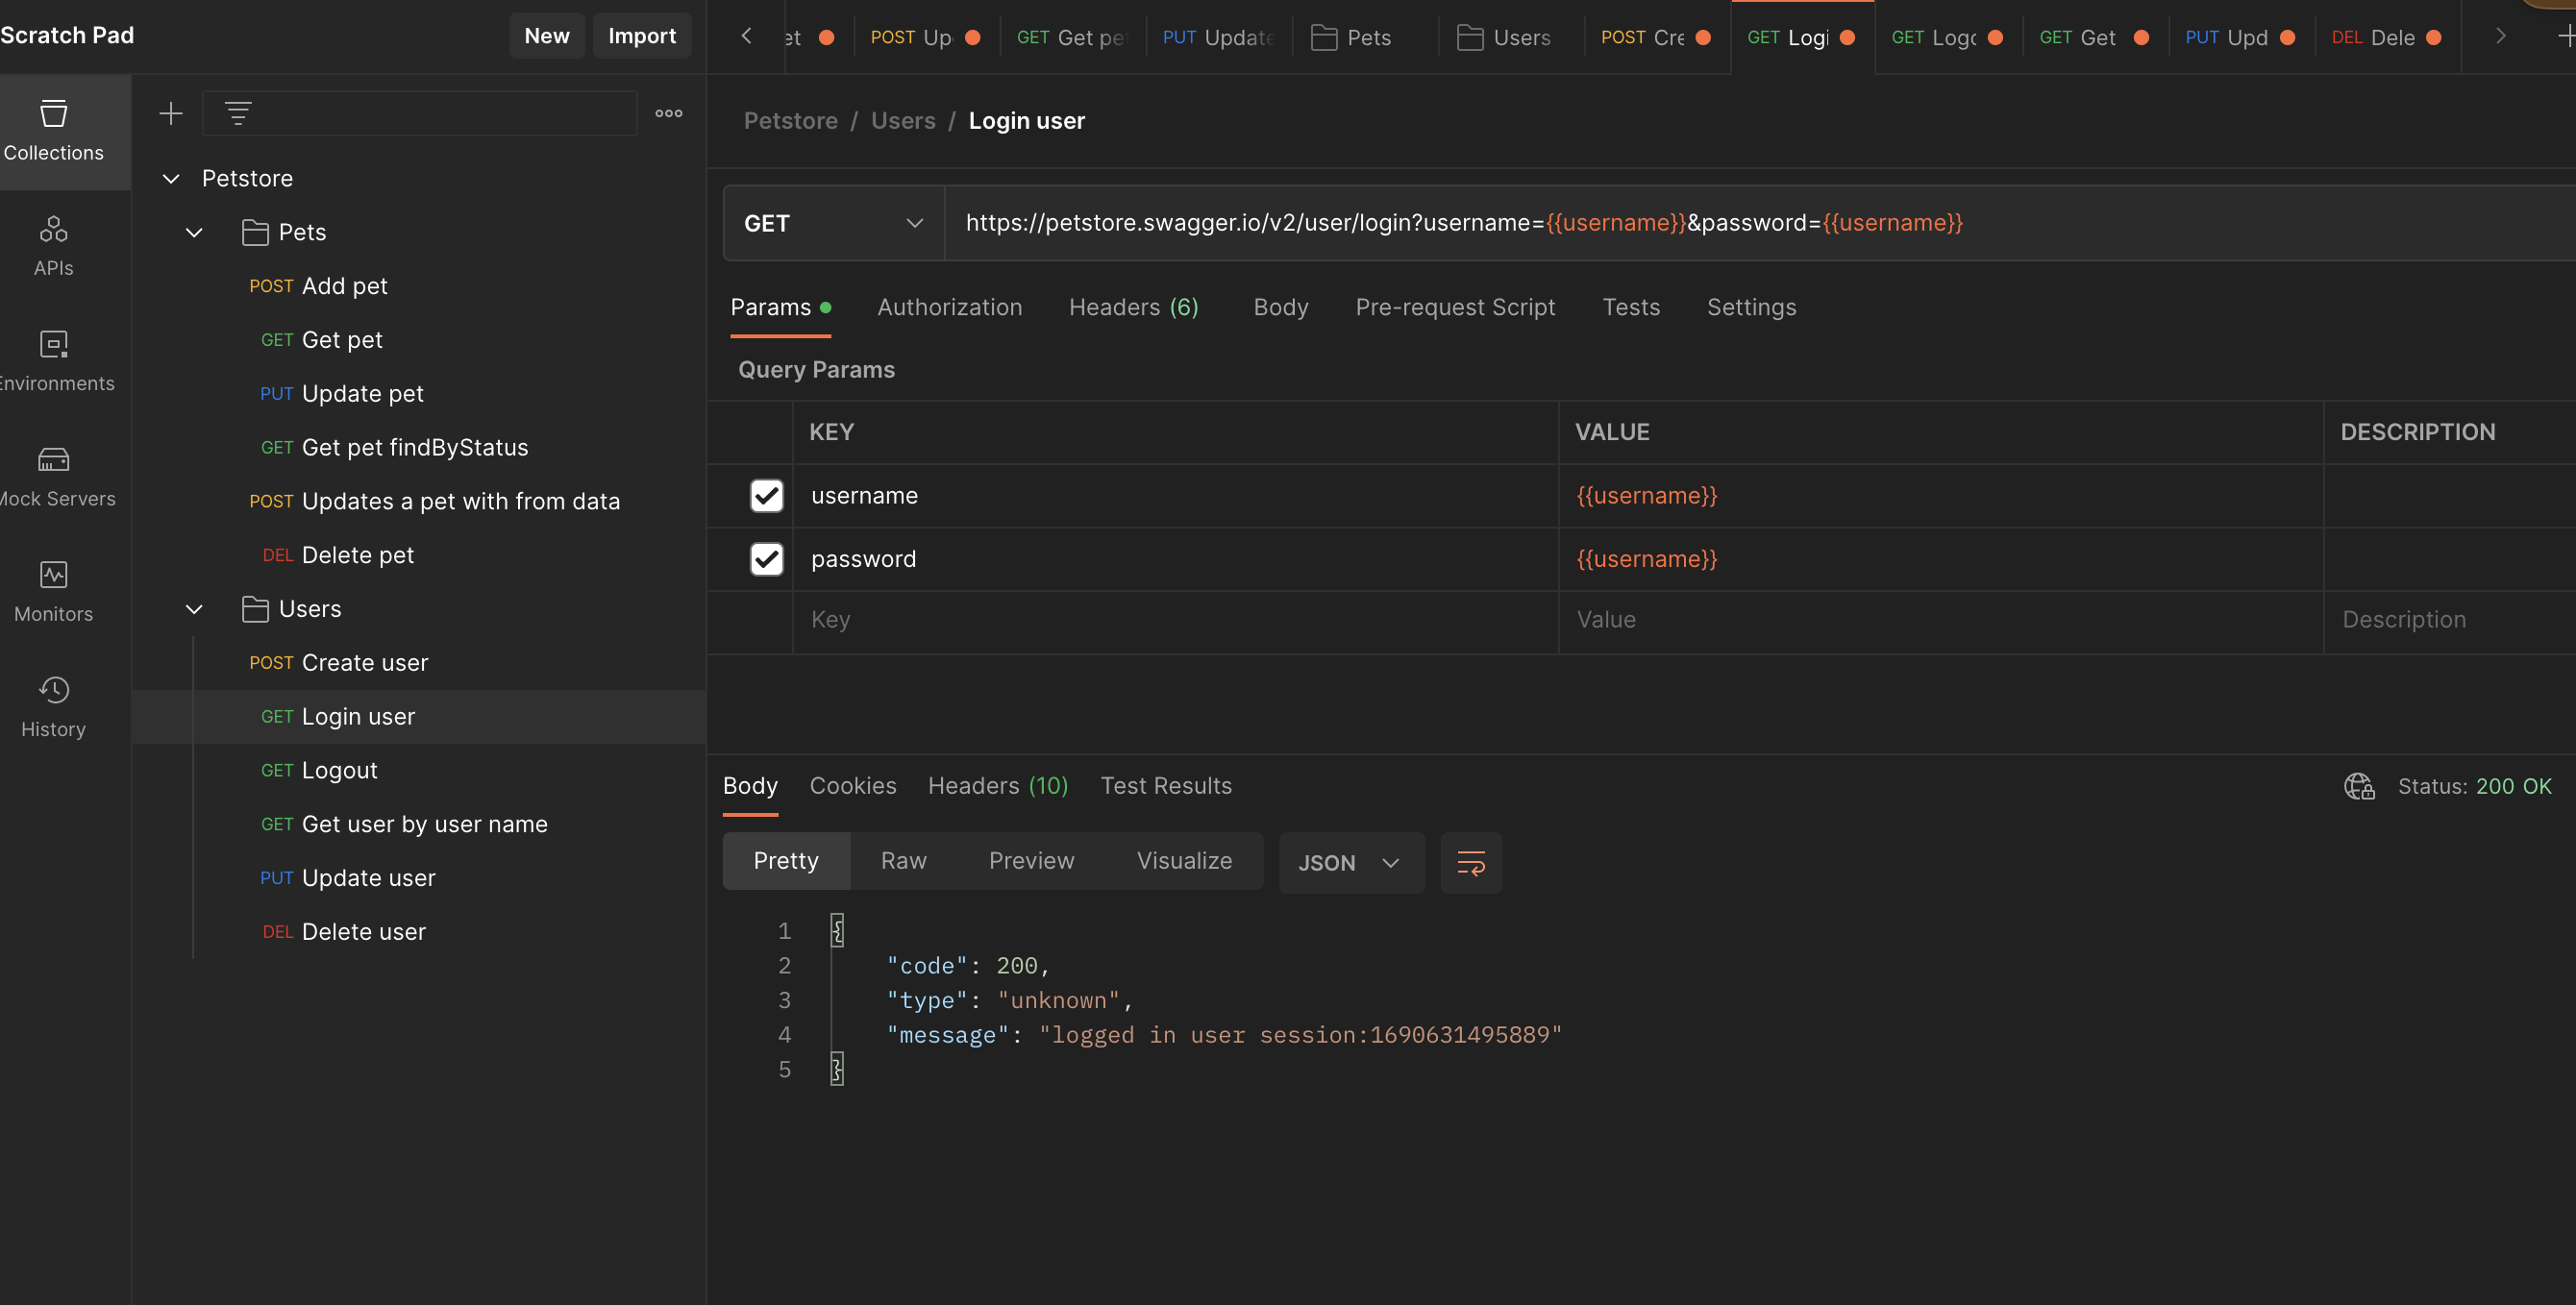 Scratch Pad
New
Import
et
POST Up
GET Get pe
PUT Update
Pets
Users
POST Cre
GET Logi
GET Logo
GET Get
PUT Upd
DEL Dele
Collections
APIs
Environments
Mock Servers
Monitors
History
Petstore
Pets
POST Add pet
GET Get pet
PUT Update pet
GET Get pet findByStatus
POST Updates a pet with from data
DEL Delete pet
Users
POST Create user
GET Login user
GET Logout
GET Get user by user name
PUT Update user
DEL Delete user
Petstore / Users / Login user
GET https://petstore.swagger.io/v2/user/login?username={{username}}&password={{username}}
Params Authorization Headers (6) Body Pre-request Script Tests Settings
Query Params
KEY VALUE DESCRIPTION
username {{username}}
password {{username}}
Key Value Description
Body Cookies Headers (10) Test Results Status: 200 OK
Pretty Raw Preview Visualize JSON
1 {
2 "code": 200,
3 "type": "unknown",
4 "message": "logged in user session:1690631495889"
5 }